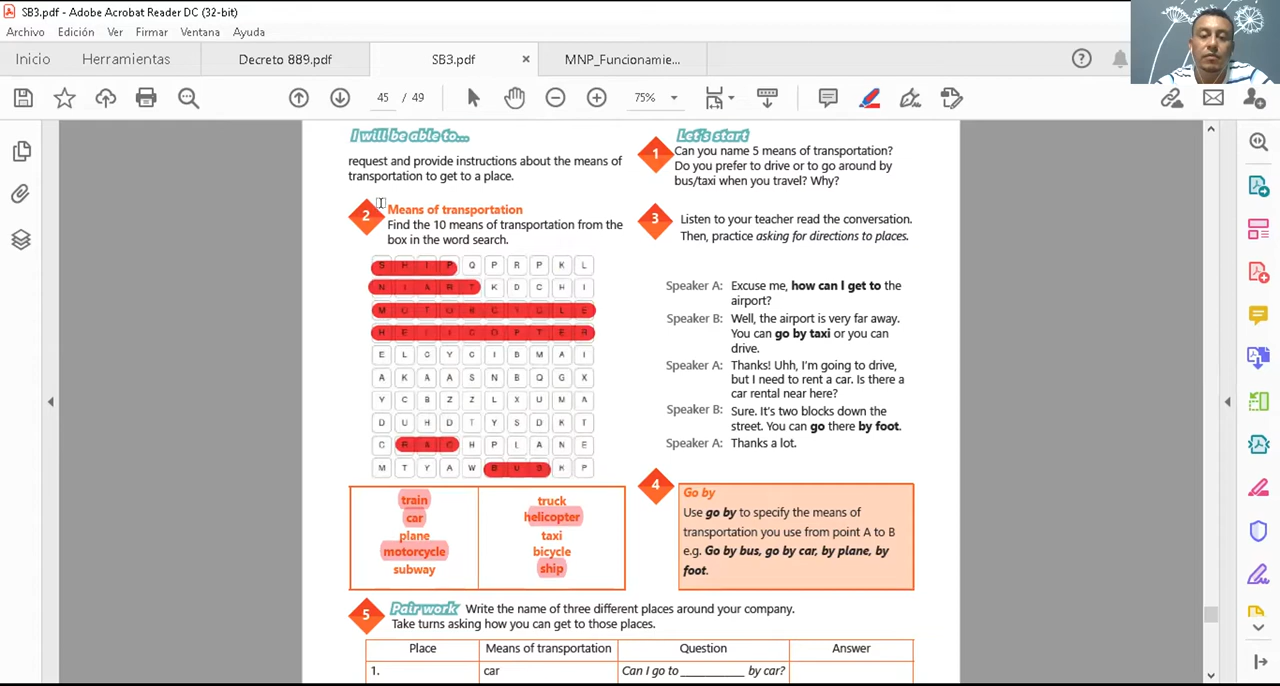 SB3.pdf - Adobe Acrobat Reader DC (32-bit)
Archivo Edición Ver Firmar Ventana Ayuda
Inicio Herramientas Decreto 889.pdf SB3.pdf × MNP_Funcionamie...
45 / 49 75%
I will be able to...
request and provide instructions about the means of
transportation to get to a place.
1 Let's start
Can you name 5 means of transportation?
Do you prefer to drive or to go around by
bus/taxi when you travel? Why?
2 Means of transportation
Find the 10 means of transportation from the
box in the word search.
S H I P Q P R P K L
N I A R T K D C H I
M O T O R C Y C L E
H E L I C O P T E R
E L C Y C I B M A I
A K A A S N B Q G X
Y C B Z Z L X U M A
D U H D T Y S D K T
C R A C H P L A N E
M T Y A W B U S K P
train
car
plane
motorcycle
subway
truck
helicopter
taxi
bicycle
ship
3 Listen to your teacher read the conversation.
Then, practice asking for directions to places.
Speaker A: Excuse me, how can I get to the
airport?
Speaker B: Well, the airport is very far away.
You can go by taxi or you can
drive.
Speaker A: Thanks! Uhh, I'm going to drive,
but I need to rent a car. Is there a
car rental near here?
Speaker B: Sure. It's two blocks down the
street. You can go there by foot.
Speaker A: Thanks a lot.
4 Go by
Use go by to specify the means of
transportation you use from point A to B
e.g. Go by bus, go by car, by plane, by
foot.
5 Pair work Write the name of three different places around your company.
Take turns asking how you can get to those places.
Place Means of transportation Question Answer
1. car Can I go to __________ by car?